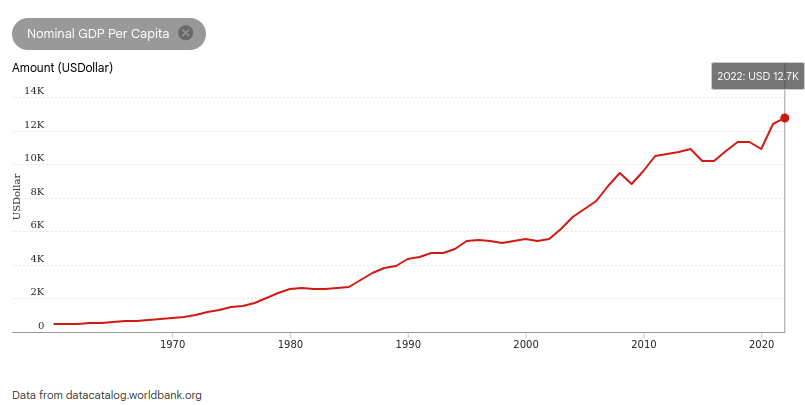 Nominal GDP Per Capita
Amount (USDollar)
2022: USD 12.7K
14K
12K
10K
8K
6K
4K
2K
0
USDollar
1970
1980
1990
2000
2010
2020
Data from datacatalog.worldbank.org